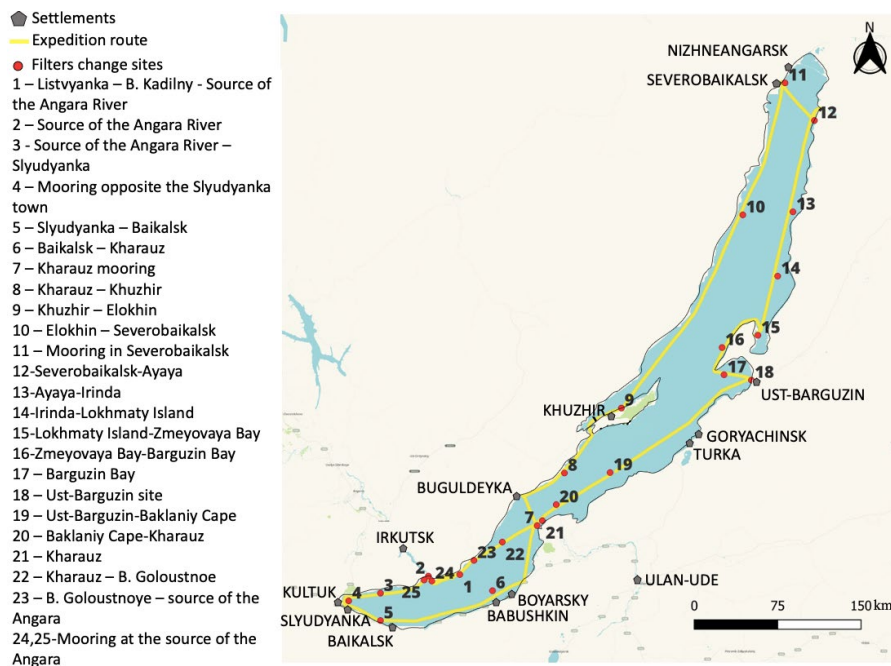 Settlements
Expedition route
Filters change sites
1 – Listvyanka – B. Kadilny - Source of
the Angara River
2 – Source of the Angara River
3 - Source of the Angara River –
Slyudyanka
4 – Mooring opposite the Slyudyanka
town
5 – Slyudyanka – Baikalsk
6 – Baikalsk – Kharauz
7 – Kharauz mooring
8 – Kharauz – Khuzhir
9 – Khuzhir – Elokhin
10 – Elokhin – Severobaikalsk
11 – Mooring in Severobaikalsk
12-Severobaikalsk-Ayaya
13-Ayaya-Irinda
14-Irinda-Lokhmaty Island
15-Lokhmaty Island-Zmeyovaya Bay
16-Zmeyovaya Bay-Barguzin Bay
17 – Barguzin Bay
18 – Ust-Barguzin site
19 – Ust-Barguzin-Baklaniy Cape
20 – Baklaniy Cape-Kharauz
21 – Kharauz
22 – Kharauz – B. Goloustnoe
23 – B. Goloustnoye – source of the
Angara
24,25-Mooring at the source of the
Angara
N
NIZHNEANGARSK
SEVEROBAIKALSK
11
12
10
13
14
15
16
17
18
UST-BARGUZIN
9
KHUZHIR
GORYACHINSK
TURKA
8
19
BUGULDEYKA
20
7
21
IRKUTSK
22
23
2
24
1
ULAN-UDE
KULTUK
4
3
25
6
BOYARSKY
BABUSHKIN
SLYUDYANKA
5
BAIKALSK
0
75
150 km